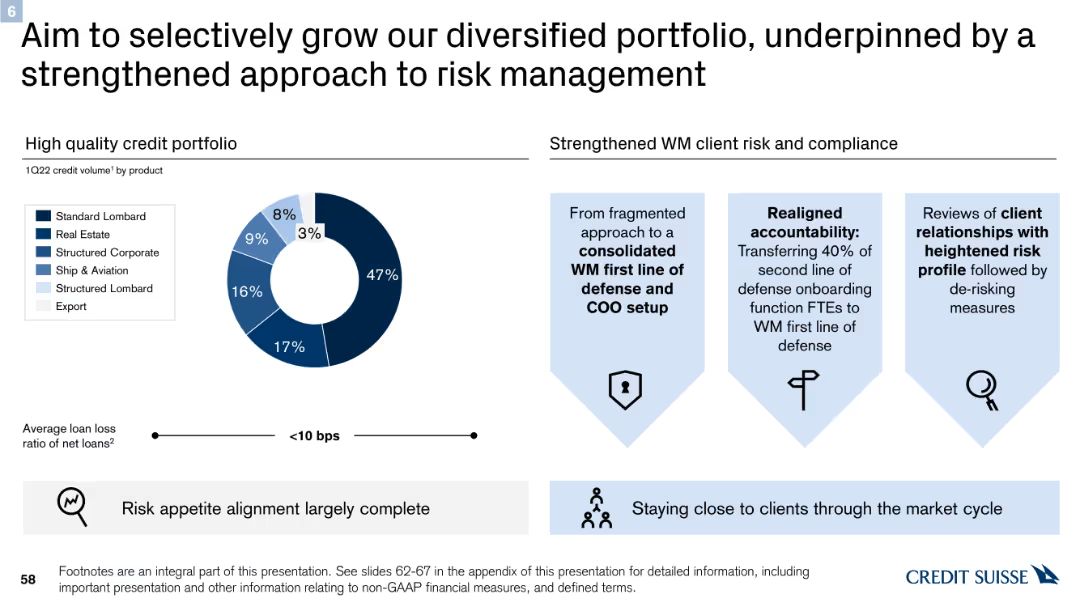 6
Aim to selectively grow our diversified portfolio, underpinned by a
strengthened approach to risk management
High quality credit portfolio
1Q22 credit volume¹ by product
Standard Lombard
Real Estate
Structured Corporate
Ship & Aviation
Structured Lombard
Export
8%
3%
9%
47%
16%
17%
Average loan loss
ratio of net loans²
<10 bps
Risk appetite alignment largely complete
Strengthened WM client risk and compliance
From fragmented
approach to a
consolidated
WM first line of
defense and
COO setup
Realigned
accountability:
Transferring 40% of
second line of
defense onboarding
function FTEs to
WM first line of
defense
Reviews of client
relationships with
heightened risk
profile followed by
de-risking
measures
Staying close to clients through the market cycle
58
Footnotes are an integral part of this presentation. See slides 62-67 in the appendix of this presentation for detailed information, including
important presentation and other information relating to non-GAAP financial measures, and defined terms.
CREDIT SUISSE